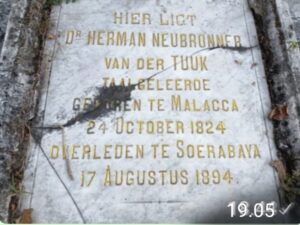 HIER LIGT
DR HERMAN NEUBRONNER
VAN DER TUUK
TAALGELEERDE
GEBOREN TE MALACCA
24 OCTOBER 1824
OVERLEDEN TE SOERABAYA
17 AUGUSTUS 1894.
19.05